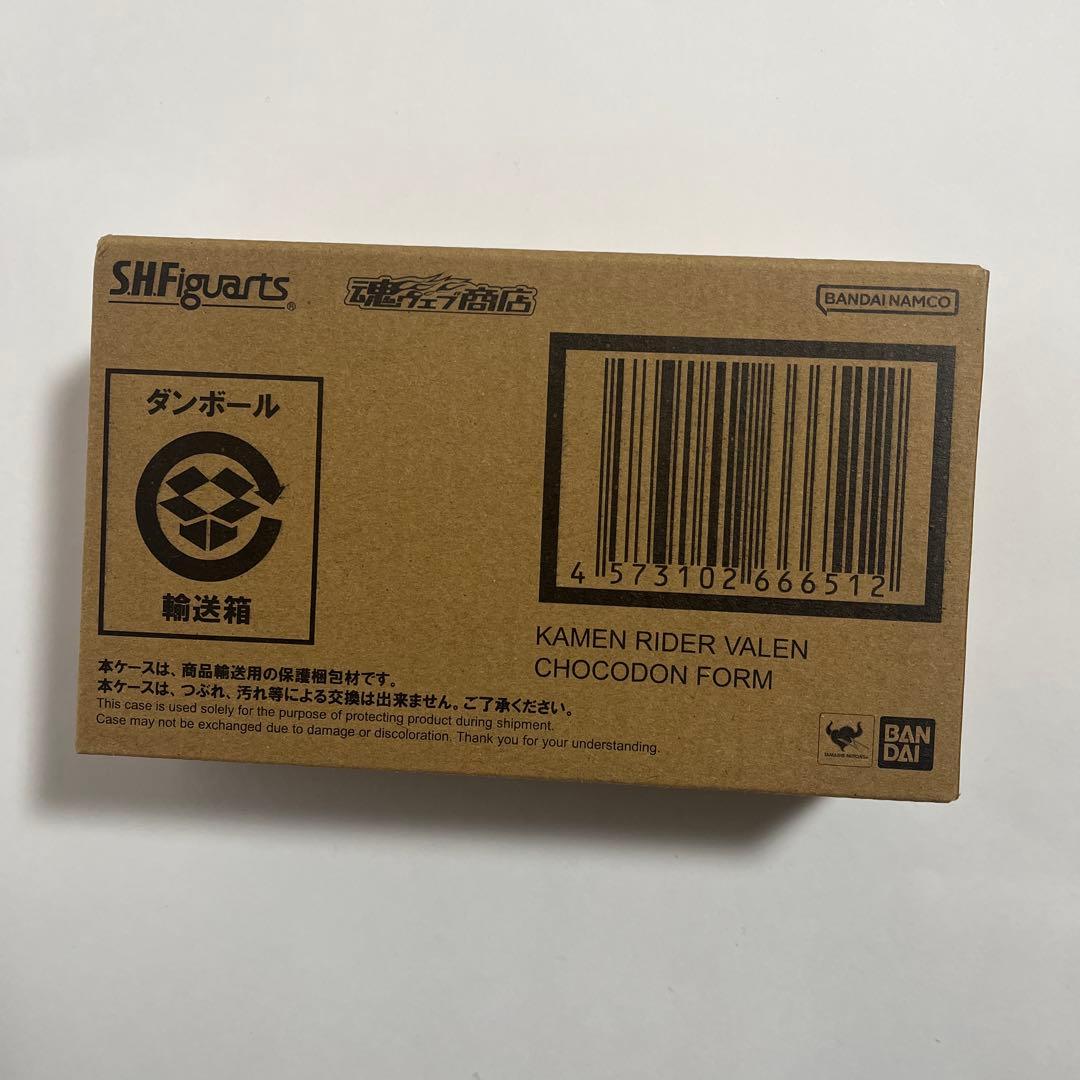 S.H.Figuarts®
魂ウェブ商店
BANDAI NAMCO
ダンボール
輸送箱
4 573102 666512
KAMEN RIDER VALEN
CHOCODON FORM
本ケースは、商品輸送用の保護梱包材です。
本ケースは、つぶれ、汚れ等による交換は出来ません。ご了承ください。
This case is used solely for the purpose of protecting product during shipment.
Case may not be exchanged due to damage or discoloration. Thank you for your understanding.
TAMASHII NATIONS
BAN
DAI